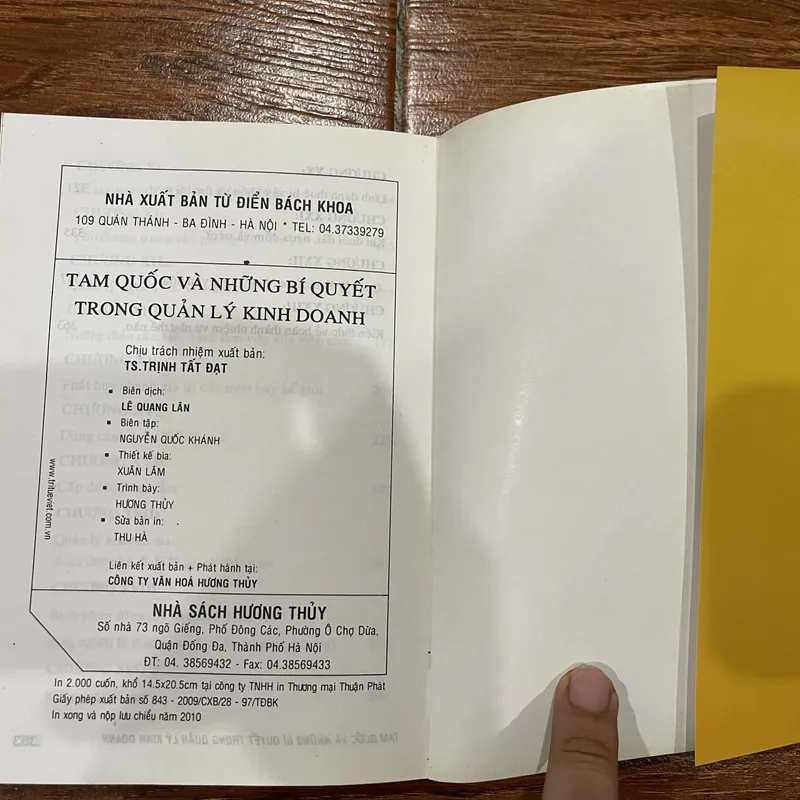 NHÀ XUẤT BẢN TỪ ĐIỂN BÁCH KHOA
109 QUÁN THÁNH - BA ĐÌNH - HÀ NỘI * TEL: 04.37339279
TAM QUỐC VÀ NHỮNG BÍ QUYẾT
TRONG QUẢN LÝ KINH DOANH
Chịu trách nhiệm xuất bản:
TS.TRỊNH TẤT ĐẠT
Biên dịch:
LÊ QUANG LÂN
Biên tập:
NGUYỄN QUỐC KHÁNH
Thiết kế bìa:
XUÂN LÂM
Trình bày:
HƯƠNG THỦY
Sửa bản in:
THU HÀ
www.tritueviet.com.vn
Liên kết xuất bản + Phát hành tại:
CÔNG TY VĂN HOÁ HƯƠNG THỦY
NHÀ SÁCH HƯƠNG THỦY
Số nhà 73 ngõ Giếng, Phố Đông Các, Phường Ô Chợ Dừa,
Quận Đống Đa, Thành Phố Hà Nội
ĐT: 04. 38569432 - Fax: 04.38569433
In 2.000 cuốn, khổ 14.5x20.5cm tại công ty TNHH in Thương mại Thuận Phát
Giấy phép xuất bản số 843 - 2009/CXB/28 - 97/TĐBK
In xong và nộp lưu chiểu năm 2010